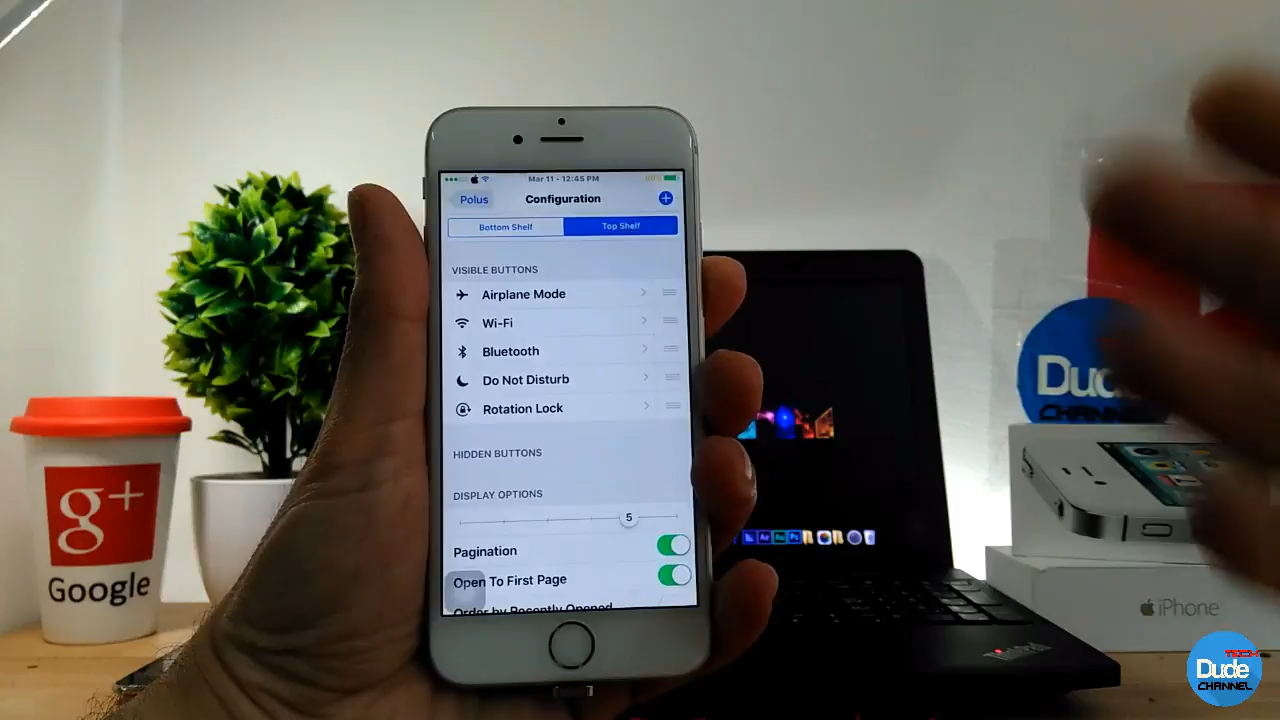 Mar 11 - 12:45 PM
Polus
Configuration
Bottom Shelf
Top Shelf
VISIBLE BUTTONS
Airplane Mode
Wi-Fi
Bluetooth
Do Not Disturb
Rotation Lock
HIDDEN BUTTONS
DISPLAY OPTIONS
5
Pagination
Open To First Page
Order by Recently Opened
g+
Google
Dude
CHANNEL
iPhone
ThinkPad
TECH
Dude
CHANNEL